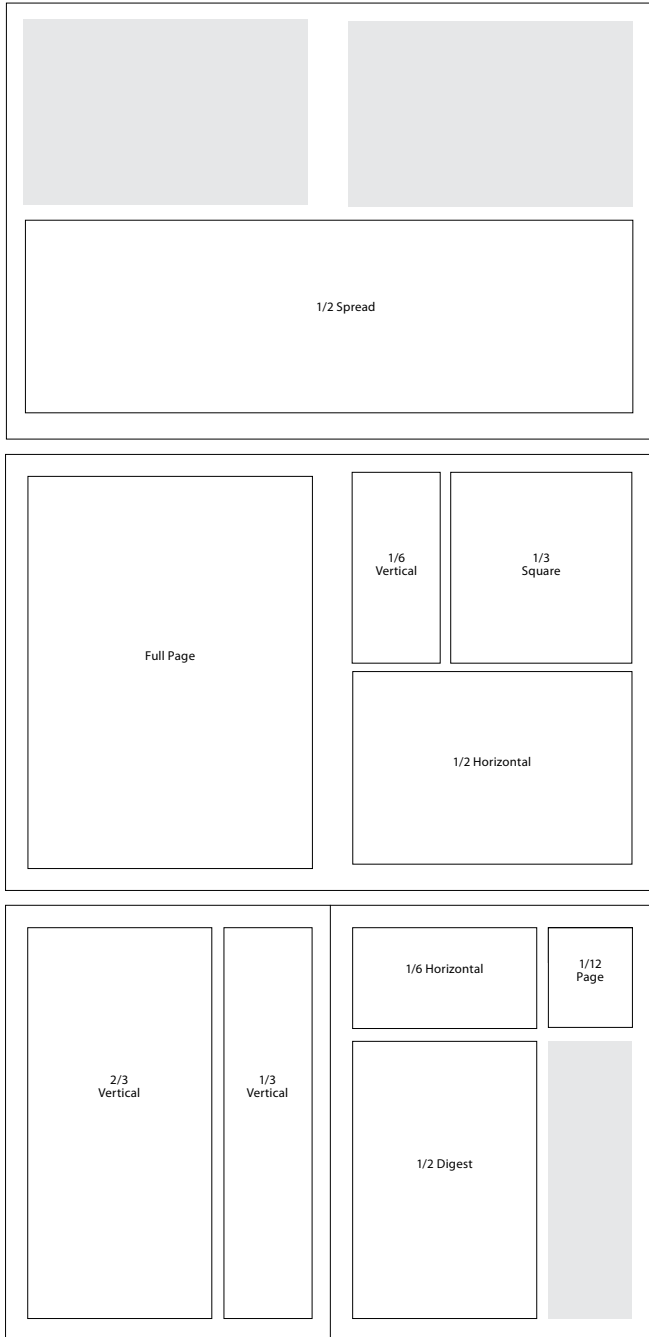 1/2 Spread
Full Page
1/6
Vertical
1/3
Square
1/2 Horizontal
2/3
Vertical
1/3
Vertical
1/6 Horizontal
1/12
Page
1/2 Digest